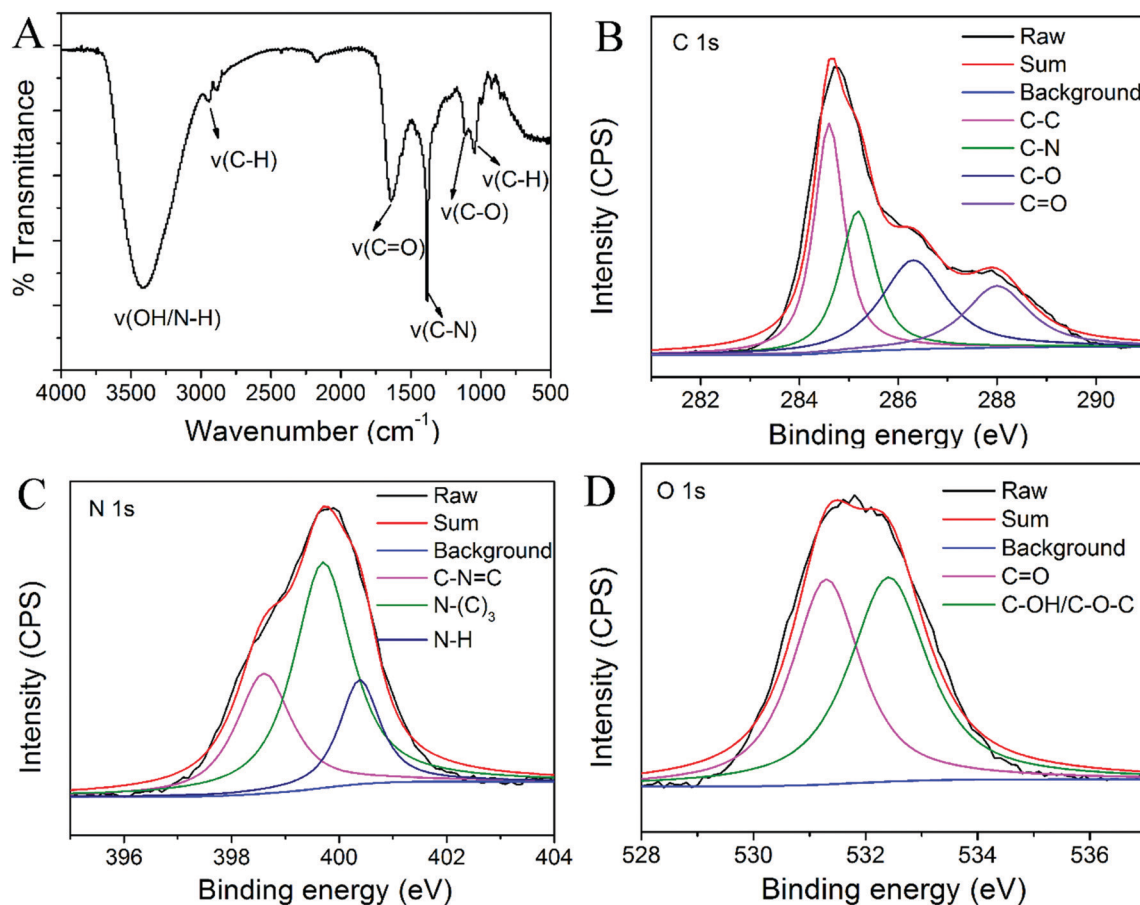 A
% Transmittance
ν(C-H)
ν(C-H)
ν(C-O)
ν(C=O)
ν(C-N)
ν(OH/N-H)
4000 3500 3000 2500 2000 1500 1000 500
Wavenumber (cm⁻¹)
B
C 1s
Raw
Sum
Background
C-C
C-N
C-O
C=O
Intensity (CPS)
282 284 286 288 290
Binding energy (eV)
C
N 1s
Raw
Sum
Background
C-N=C
N-(C)₃
N-H
Intensity (CPS)
396 398 400 402 404
Binding energy (eV)
D
O 1s
Raw
Sum
Background
C=O
C-OH/C-O-C
Intensity (CPS)
528 530 532 534 536
Binding energy (eV)